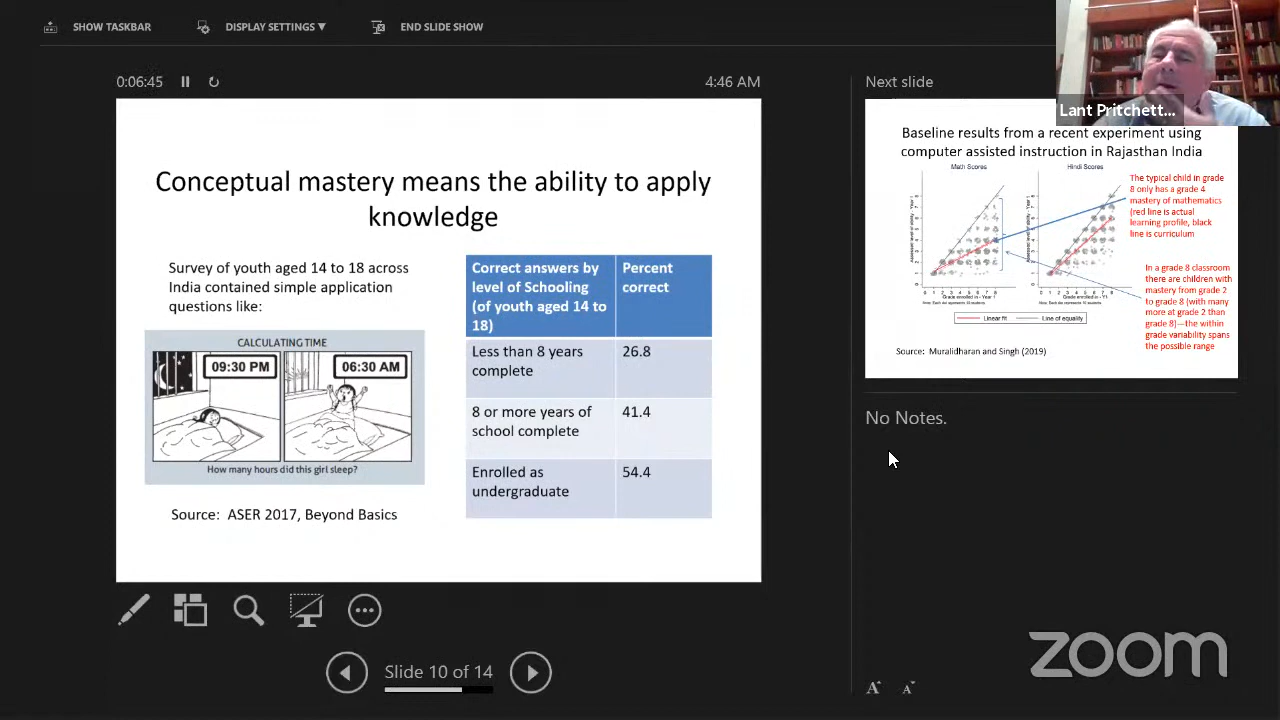 SHOW TASKBAR
DISPLAY SETTINGS ▼
END SLIDE SHOW
0:06:45
4:46 AM
Conceptual mastery means the ability to apply
knowledge
Survey of youth aged 14 to 18 across
India contained simple application
questions like:
CALCULATING TIME
09:30 PM
06:30 AM
How many hours did this girl sleep?
Source: ASER 2017, Beyond Basics
Correct answers by
level of Schooling
(of youth aged 14 to
18)
Percent
correct
Less than 8 years
complete
26.8
8 or more years of
school complete
41.4
Enrolled as
undergraduate
54.4
Slide 10 of 14
Next slide
Lant Pritchett...
Baseline results from a recent experiment using
computer assisted instruction in Rajasthan India
Math Scores
Hindi Scores
Grade enrolled in - Year 1
Linear fit
Line of equality
The typical child in grade
8 only has a grade 4
mastery of mathematics
(red line is actual
learning profile, black
line is curriculum
In a grade 8 classroom
there are children with
mastery from grade 2
to grade 8 (with many
more at grade 2 than
grade 8)—the within
grade variability spans
the possible range
Source: Muralidharan and Singh (2019)
No Notes.
zoom